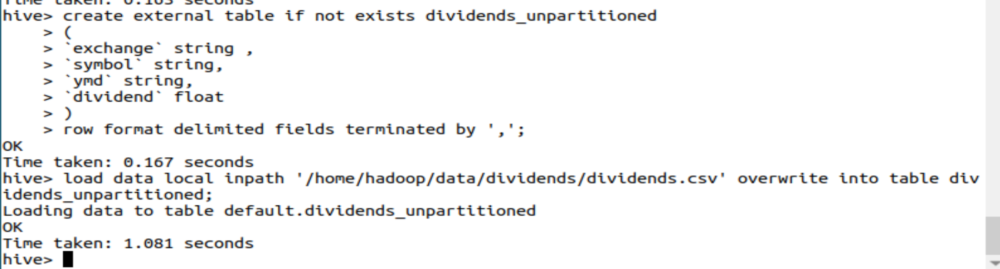 Time taken: 0.163 seconds
hive> create external table if not exists dividends_unpartitioned
    > (
    > `exchange` string ,
    > `symbol` string,
    > `ymd` string,
    > `dividend` float
    > )
    > row format delimited fields terminated by ',';
OK
Time taken: 0.167 seconds
hive> load data local inpath '/home/hadoop/data/dividends/dividends.csv' overwrite into table div
idends_unpartitioned;
Loading data to table default.dividends_unpartitioned
OK
Time taken: 1.081 seconds
hive>